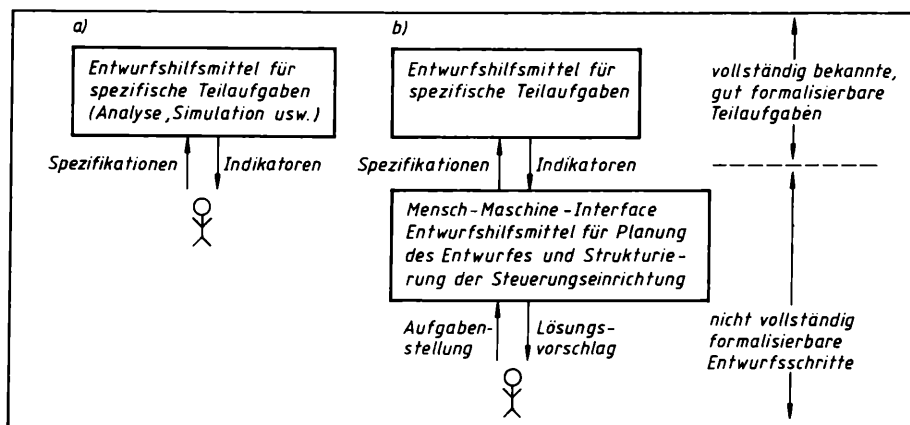 a)
Entwurfshilfsmittel für
spezifische Teilaufgaben
(Analyse, Simulation usw.)
Spezifikationen
Indikatoren
b)
Entwurfshilfsmittel für
spezifische Teilaufgaben
Spezifikationen
Indikatoren
Mensch-Maschine-Interface
Entwurfshilfsmittel für Planung
des Entwurfes und Strukturie-
rung der Steuerungseinrichtung
Aufgaben-
stellung
Lösungs-
vorschlag
vollständig bekannte,
gut formalisierbare
Teilaufgaben
nicht vollständig
formalisierbare
Entwurfsschritte